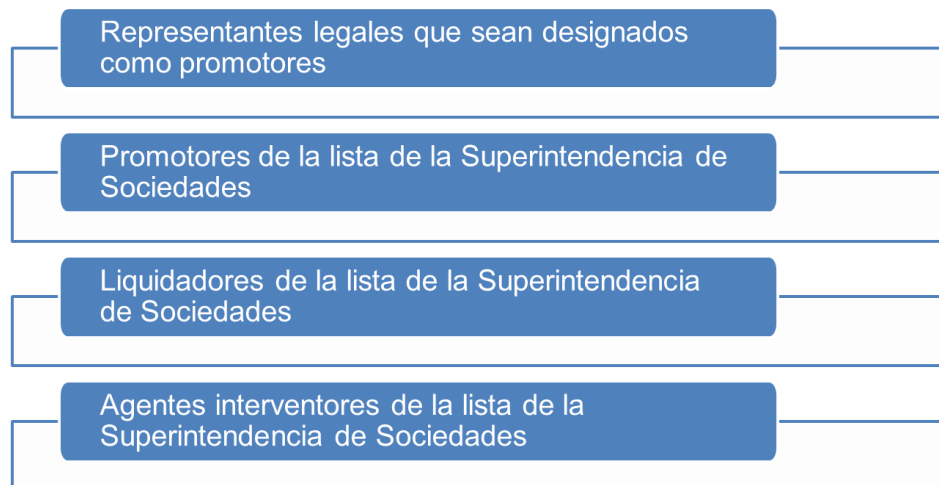 Representantes legales que sean designados
como promotores
Promotores de la lista de la Superintendencia de
Sociedades
Liquidadores de la lista de la Superintendencia
de Sociedades
Agentes interventores de la lista de la
Superintendencia de Sociedades